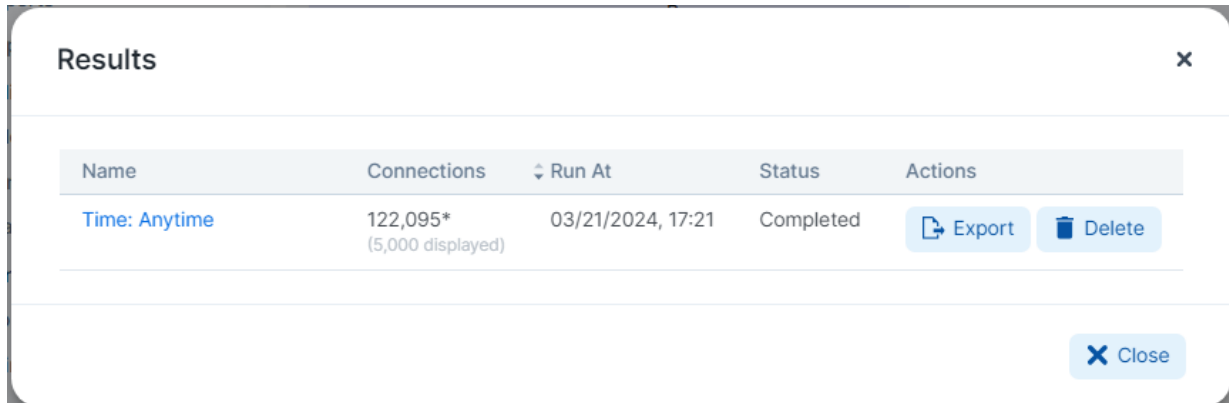 Results
Name Connections Run At Status Actions
Time: Anytime 122,095* 03/21/2024, 17:21 Completed Export Delete
(5,000 displayed)
Close